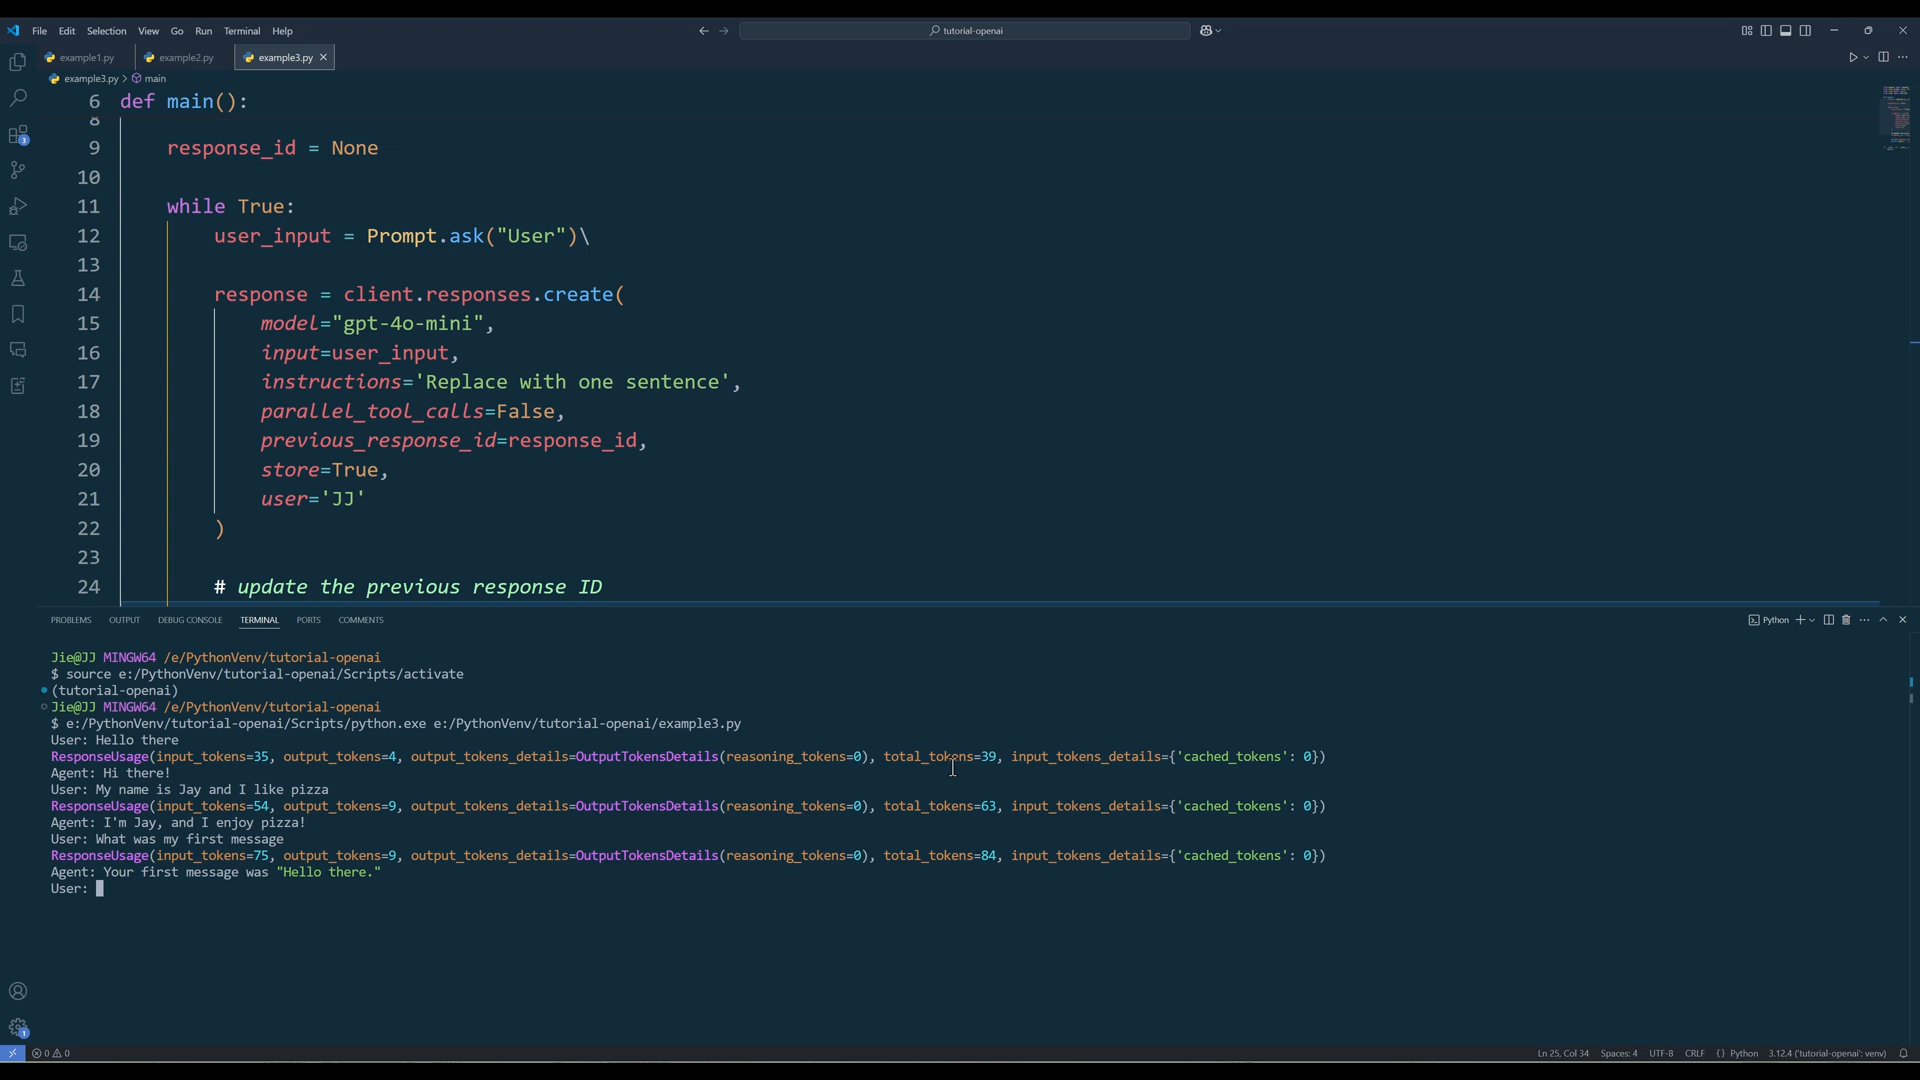 File Edit Selection View Go Run Terminal Help
tutorial-openai
example1.py example2.py example3.py
example3.py > main
6 def main():
8
9 response_id = None
10
11 while True:
12 user_input = Prompt.ask("User")\
13
14 response = client.responses.create(
15 model="gpt-4o-mini",
16 input=user_input,
17 instructions='Replace with one sentence',
18 parallel_tool_calls=False,
19 previous_response_id=response_id,
20 store=True,
21 user='JJ'
22 )
23
24 # update the previous response ID
PROBLEMS OUTPUT DEBUG CONSOLE TERMINAL PORTS COMMENTS
Python
Jie@JJ MINGW64 /e/PythonVenv/tutorial-openai
$ source e:/PythonVenv/tutorial-openai/Scripts/activate
(tutorial-openai)
Jie@JJ MINGW64 /e/PythonVenv/tutorial-openai
$ e:/PythonVenv/tutorial-openai/Scripts/python.exe e:/PythonVenv/tutorial-openai/example3.py
User: Hello there
ResponseUsage(input_tokens=35, output_tokens=4, output_tokens_details=OutputTokensDetails(reasoning_tokens=0), total_tokens=39, input_tokens_details={'cached_tokens': 0})
Agent: Hi there!
User: My name is Jay and I like pizza
ResponseUsage(input_tokens=54, output_tokens=9, output_tokens_details=OutputTokensDetails(reasoning_tokens=0), total_tokens=63, input_tokens_details={'cached_tokens': 0})
Agent: I'm Jay, and I enjoy pizza!
User: What was my first message
ResponseUsage(input_tokens=75, output_tokens=9, output_tokens_details=OutputTokensDetails(reasoning_tokens=0), total_tokens=84, input_tokens_details={'cached_tokens': 0})
Agent: Your first message was "Hello there."
User:
3
1
0 0
Ln 25, Col 34 Spaces: 4 UTF-8 CRLF {} Python 3.12.4 ('tutorial-openai': venv)